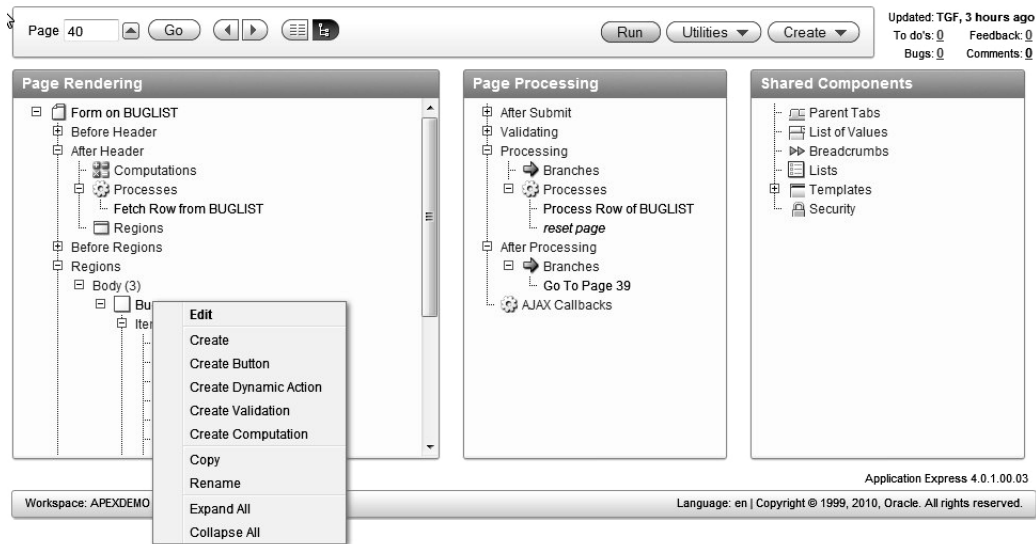 Page 40 Go Run Utilities Create
Updated: TGF, 3 hours ago
To do's: 0 Feedback: 0
Bugs: 0 Comments: 0
Page Rendering
Form on BUGLIST
Before Header
After Header
Computations
Processes
Fetch Row from BUGLIST
Regions
Before Regions
Regions
Body (3)
Bu
Iter
Edit
Create
Create Button
Create Dynamic Action
Create Validation
Create Computation
Copy
Rename
Expand All
Collapse All
Page Processing
After Submit
Validating
Processing
Branches
Processes
Process Row of BUGLIST
reset page
After Processing
Branches
Go To Page 39
AJAX Callbacks
Shared Components
Parent Tabs
List of Values
Breadcrumbs
Lists
Templates
Security
Application Express 4.0.1.00.03
Workspace: APEXDEMO
Language: en | Copyright © 1999, 2010, Oracle. All rights reserved.